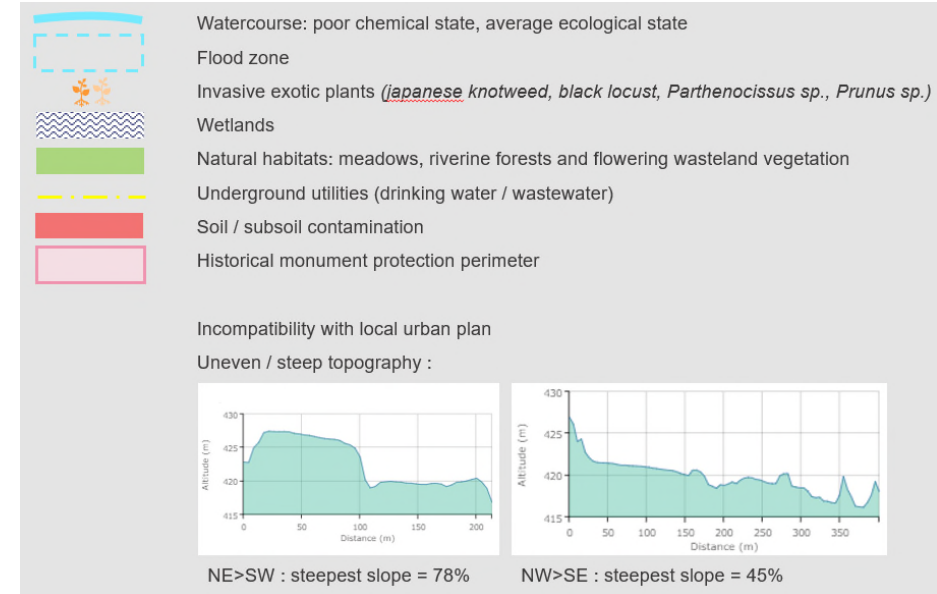 Watercourse: poor chemical state, average ecological state
Flood zone
Invasive exotic plants (japanese knotweed, black locust, Parthenocissus sp., Prunus sp.)
Wetlands
Natural habitats: meadows, riverine forests and flowering wasteland vegetation
Underground utilities (drinking water / wastewater)
Soil / subsoil contamination
Historical monument protection perimeter
Incompatibility with local urban plan
Uneven / steep topography :
Altitude (m)
430
425
420
415
0 50 100 150 200
Distance (m)
Altitude (m)
430
425
420
415
0 50 100 150 200 250 300 350
Distance (m)
NE>SW : steepest slope = 78%
NW>SE : steepest slope = 45%